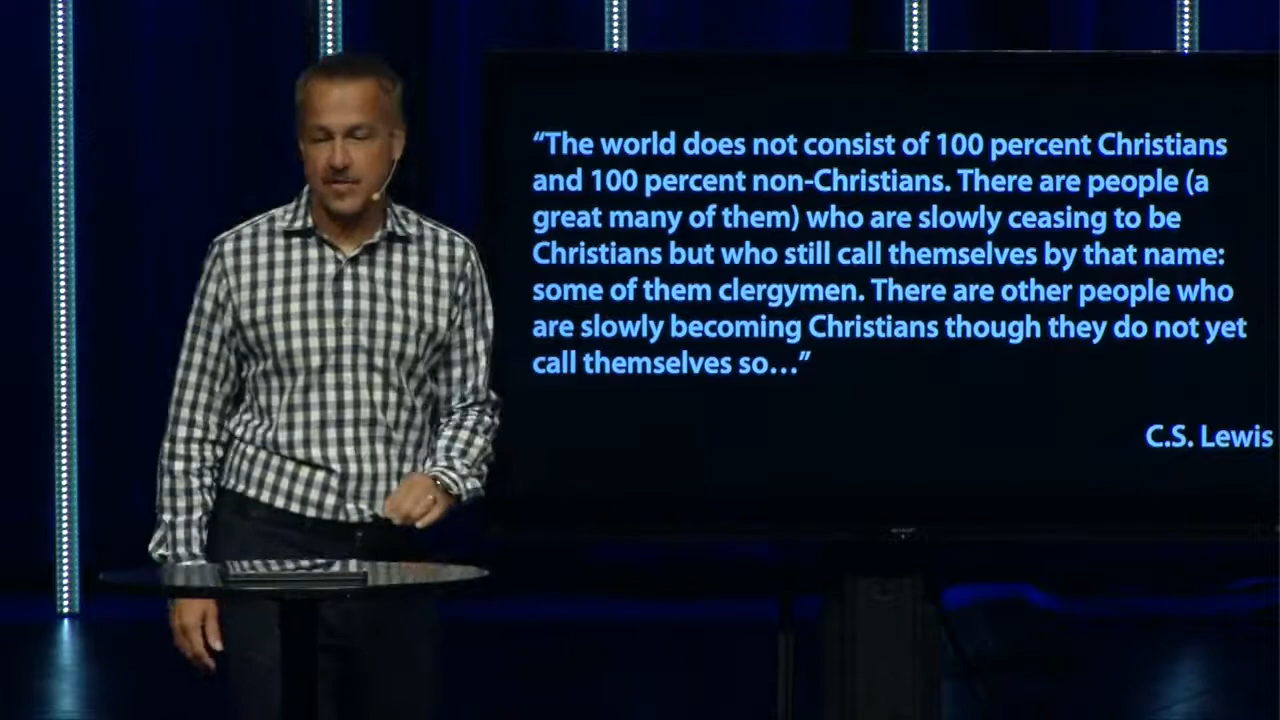 “The world does not consist of 100 percent Christians
and 100 percent non-Christians. There are people (a
great many of them) who are slowly ceasing to be
Christians but who still call themselves by that name:
some of them clergymen. There are other people who
are slowly becoming Christians though they do not yet
call themselves so…”
C.S. Lewis